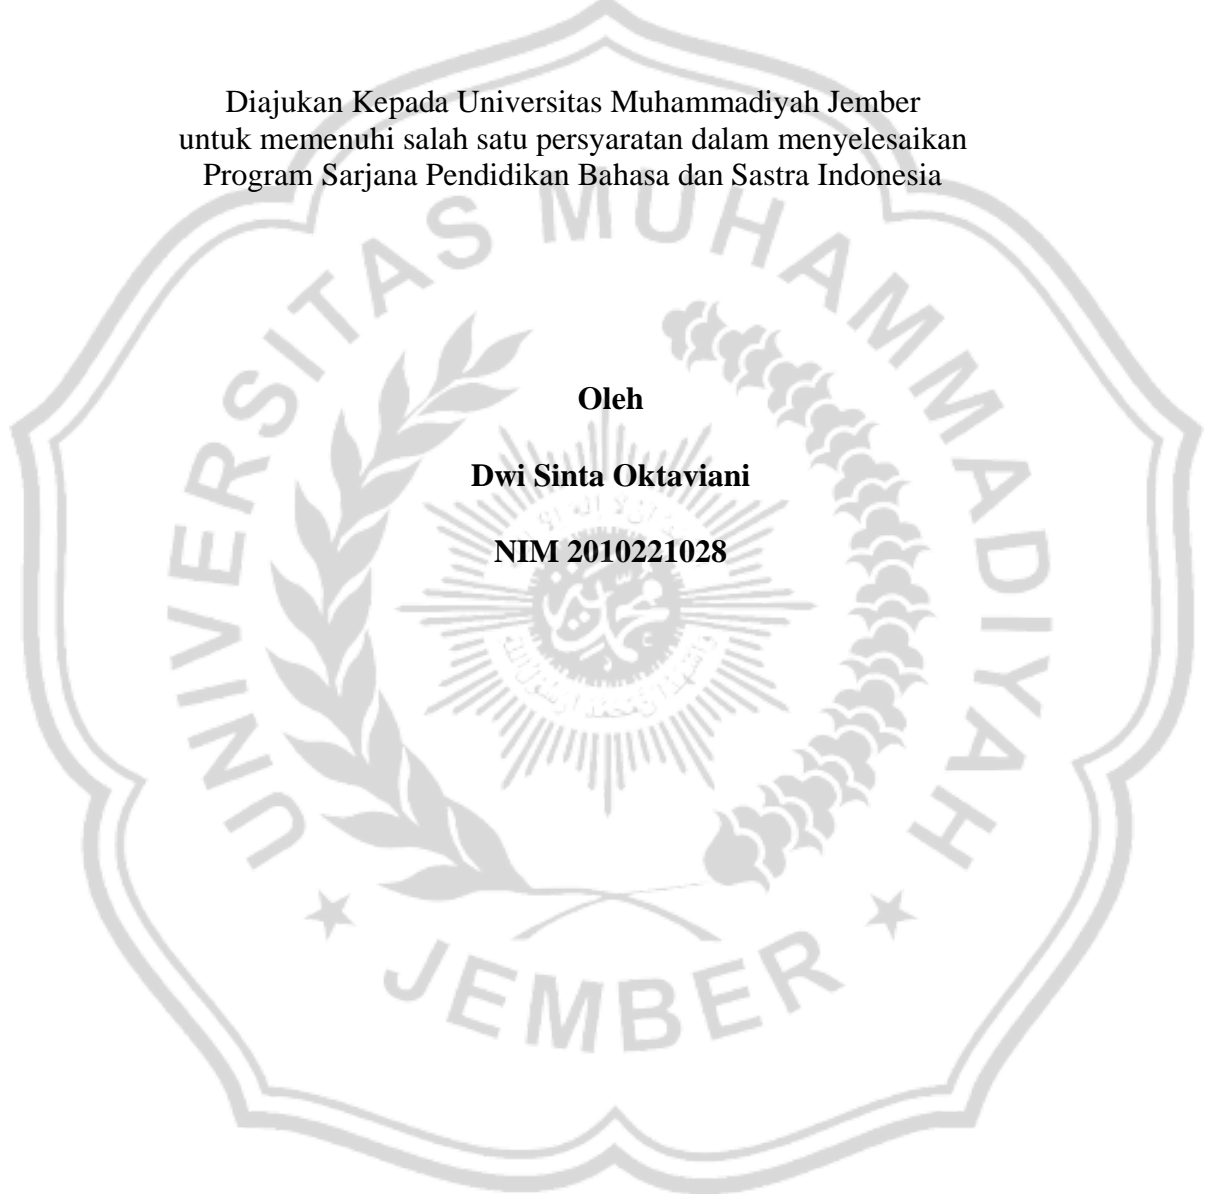 Diajukan Kepada Universitas Muhammadiyah Jember
untuk memenuhi salah satu persyaratan dalam menyelesaikan
Program Sarjana Pendidikan Bahasa dan Sastra Indonesia
UNIVERSITAS MUHAMMADIYAH
Oleh
Dwi Sinta Oktaviani
NIM 2010221028
محمدية
JEMBER